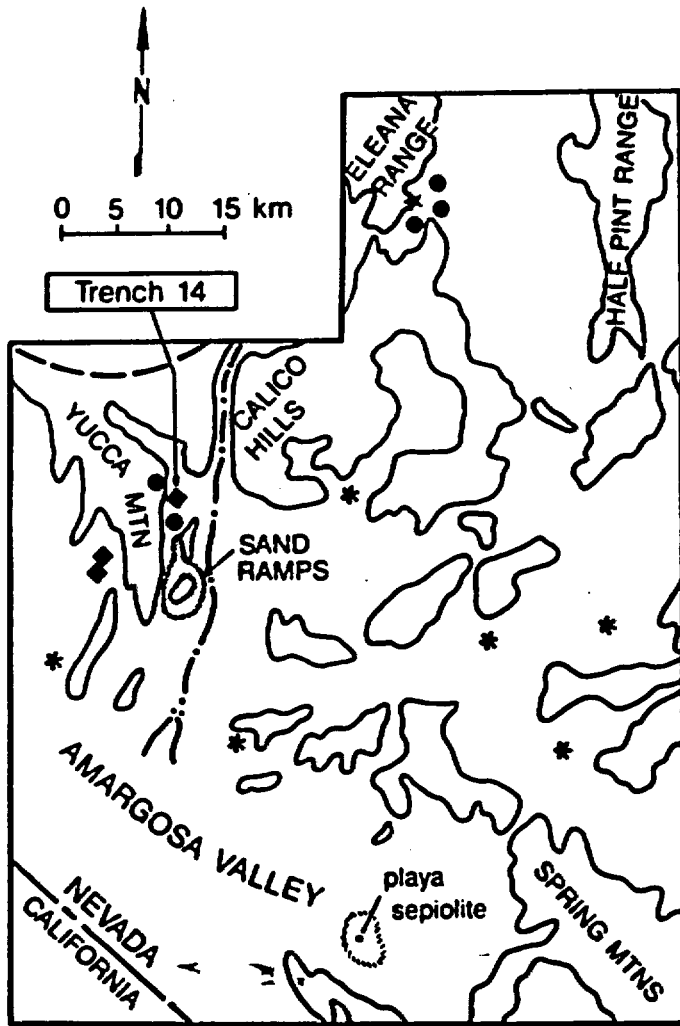 N
0 5 10 15 km
Trench 14
ELEANA
RANGE
HALF PINT RANGE
YUCCA
MTN
CALICO
HILLS
SAND
RAMPS
AMARGOSA VALLEY
playa
sepiolite
NEVADA
CALIFORNIA
SPRING MTNS